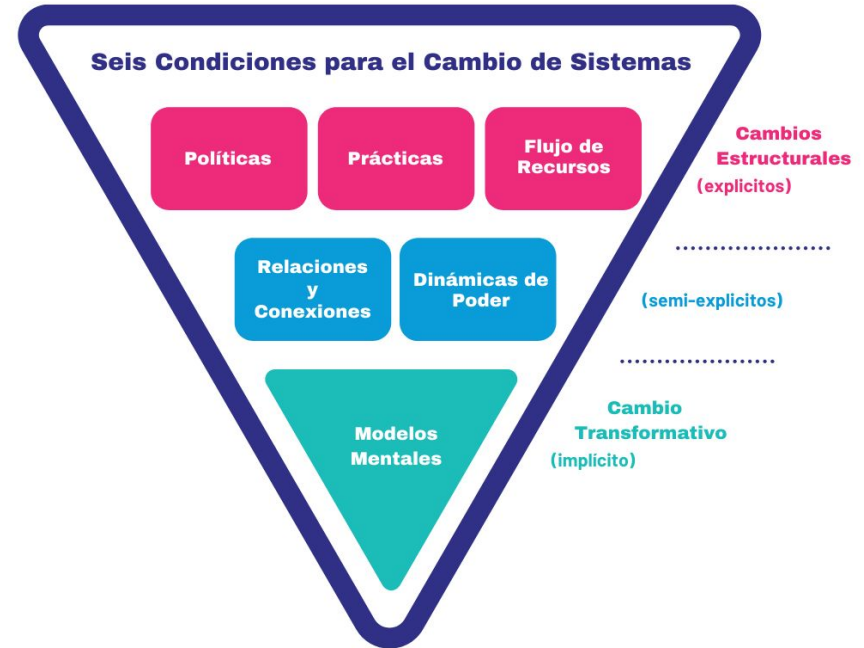 Seis Condiciones para el Cambio de Sistemas
Políticas
Prácticas
Flujo de
Recursos
Cambios
Estructurales
(explicitos)
Relaciones
y
Conexiones
Dinámicas de
Poder
(semi-explicitos)
Modelos
Mentales
Cambio
Transformativo
(implícito)